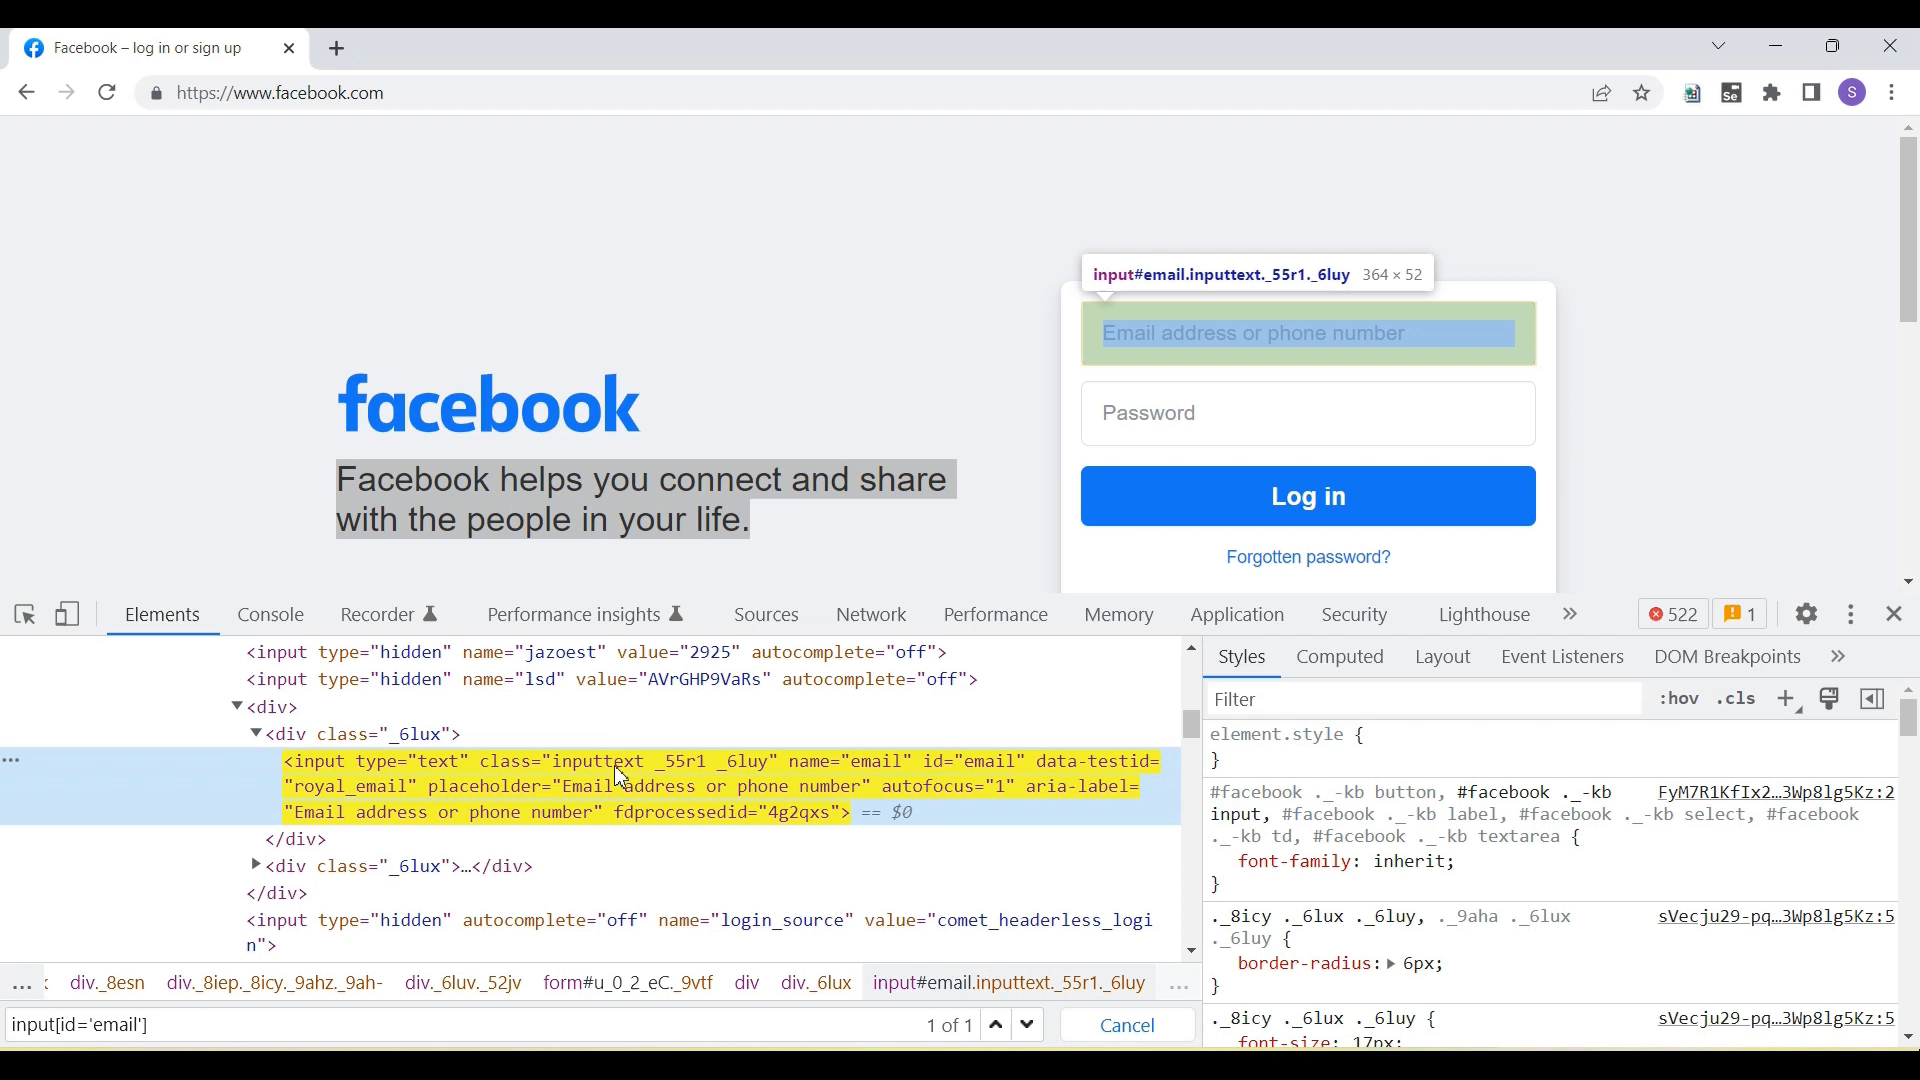 Facebook – log in or sign up
https://www.facebook.com
Se
S
input#email.inputtext._55r1._6luy 364 × 52
Email address or phone number
Password
facebook
Facebook helps you connect and share
with the people in your life.
Log in
Forgotten password?
Elements Console Recorder Performance insights Sources Network Performance Memory Application Security Lighthouse » 522 1
<input type="hidden" name="jazoest" value="2925" autocomplete="off">
<input type="hidden" name="lsd" value="AVrGHP9VaRs" autocomplete="off">
<div>
<div class="_6lux">
<input type="text" class="inputtext _55r1 _6luy" name="email" id="email" data-testid=
"royal_email" placeholder="Email address or phone number" autofocus="1" aria-label=
"Email address or phone number" fdprocessedid="4g2qxs"> == $0
</div>
<div class="_6lux">…</div>
</div>
<input type="hidden" autocomplete="off" name="login_source" value="comet_headerless_logi
n">
... div._8esn div._8iep._8icy._9ahz._9ah- div._6luv._52jv form#u_0_2_eC._9vtf div div._6lux input#email.inputtext._55r1._6luy ...
input[id='email'] 1 of 1 Cancel
Styles Computed Layout Event Listeners DOM Breakpoints »
Filter :hov .cls +
element.style {
}
#facebook ._-kb button, #facebook ._-kb FyM7R1KfIx2…3Wp8lg5Kz:2
input, #facebook ._-kb label, #facebook ._-kb select, #facebook
._-kb td, #facebook ._-kb textarea {
font-family: inherit;
}
._8icy ._6lux ._6luy, ._9aha ._6lux sVecju29-pq…3Wp8lg5Kz:5
._6luy {
border-radius: 6px;
}
._8icy ._6lux ._6luy { sVecju29-pq…3Wp8lg5Kz:5
font-size: 17px;